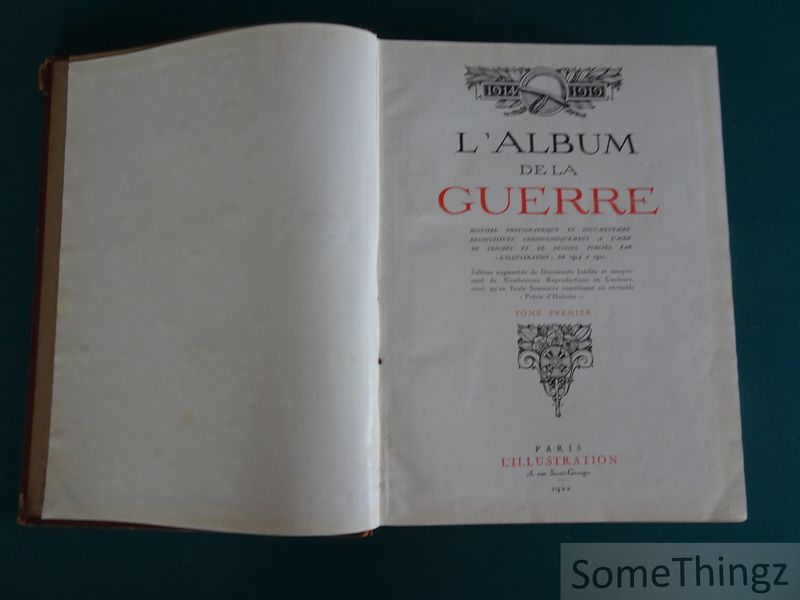 1914 1919
L'ALBUM
DE LA
GUERRE
HISTOIRE PHOTOGRAPHIQUE ET DOCUMENTAIRE
RECONSTITUÉE CHRONOLOGIQUEMENT A L'AIDE
DE CLICHÉS ET DE DESSINS PUBLIÉS PAR
« L'ILLUSTRATION » DE 1914 A 1921.
Édition augmentée de Documents Inédits et compre-
nant de Nombreuses Reproductions en Couleurs,
ainsi qu'un Texte Sommaire constituant un véritable
« Précis d'Histoire ».
TOME PREMIER
PARIS
L'ILLUSTRATION
13, rue Saint-Georges
1922
SomeThingz